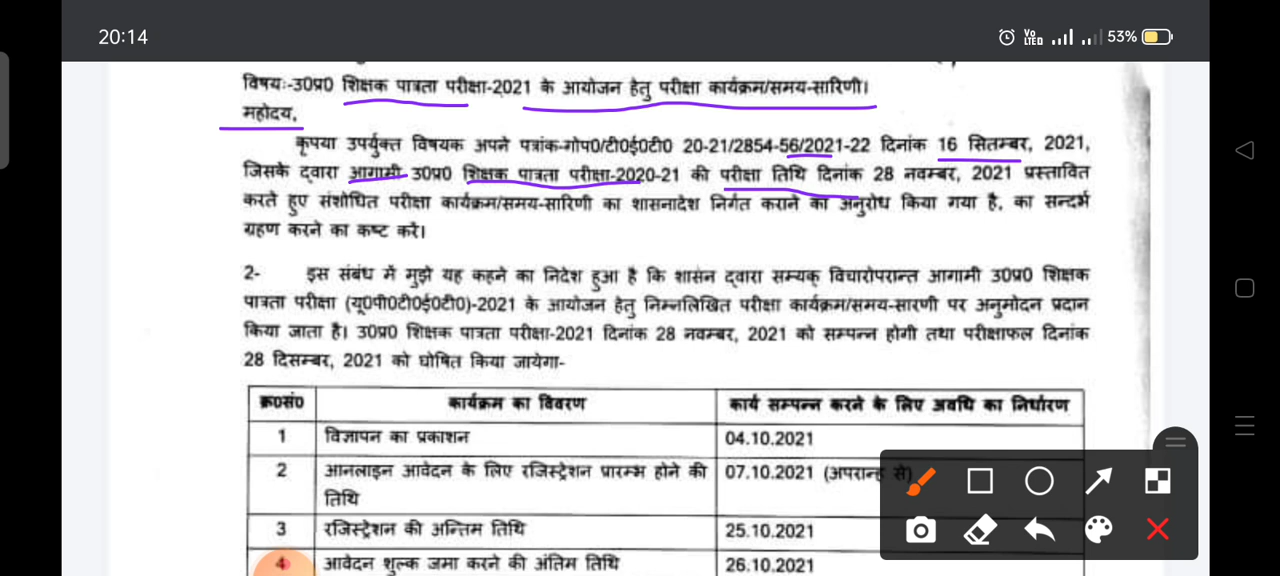 20:14
Vo LTED 53%
विषयः-उ0प्र0 शिक्षक पात्रता परीक्षा-2021 के आयोजन हेतु परीक्षा कार्यक्रम/समय-सारिणी।
महोदय,
कृपया उपर्युक्त विषयक अपने पत्रांक-गोप0/टी0ई0टी0 20-21/2854-56/2021-22 दिनांक 16 सितम्बर, 2021,
जिसके द्वारा आगामी उ0प्र0 शिक्षक पात्रता परीक्षा-2020-21 की परीक्षा तिथि दिनांक 28 नवम्बर, 2021 प्रस्तावित
करते हुए संशोधित परीक्षा कार्यक्रम/समय-सारिणी का शासनादेश निर्गत कराने का अनुरोध किया गया है, का सन्दर्भ
ग्रहण करने का कष्ट करें।
2- इस संबंध में मुझे यह कहने का निदेश हुआ है कि शासन द्वारा सम्यक् विचारोपरान्त आगामी उ0प्र0 शिक्षक
पात्रता परीक्षा (यू0पी0टी0ई0टी0)-2021 के आयोजन हेतु निम्नलिखित परीक्षा कार्यक्रम/समय-सारणी पर अनुमोदन प्रदान
किया जाता है। उ0प्र0 शिक्षक पात्रता परीक्षा-2021 दिनांक 28 नवम्बर, 2021 को सम्पन्न होगी तथा परीक्षाफल दिनांक
28 दिसम्बर, 2021 को घोषित किया जायेगा-
क्र0सं0 कार्यक्रम का विवरण कार्य सम्पन्न करने के लिए अवधि का निर्धारण
1 विज्ञापन का प्रकाशन 04.10.2021
2 आनलाइन आवेदन के लिए रजिस्ट्रेशन प्रारम्भ होने की 07.10.2021 (अपरान्ह से)
तिथि
3 रजिस्ट्रेशन की अन्तिम तिथि 25.10.2021
4 आवेदन शुल्क जमा करने की अंतिम तिथि 26.10.2021